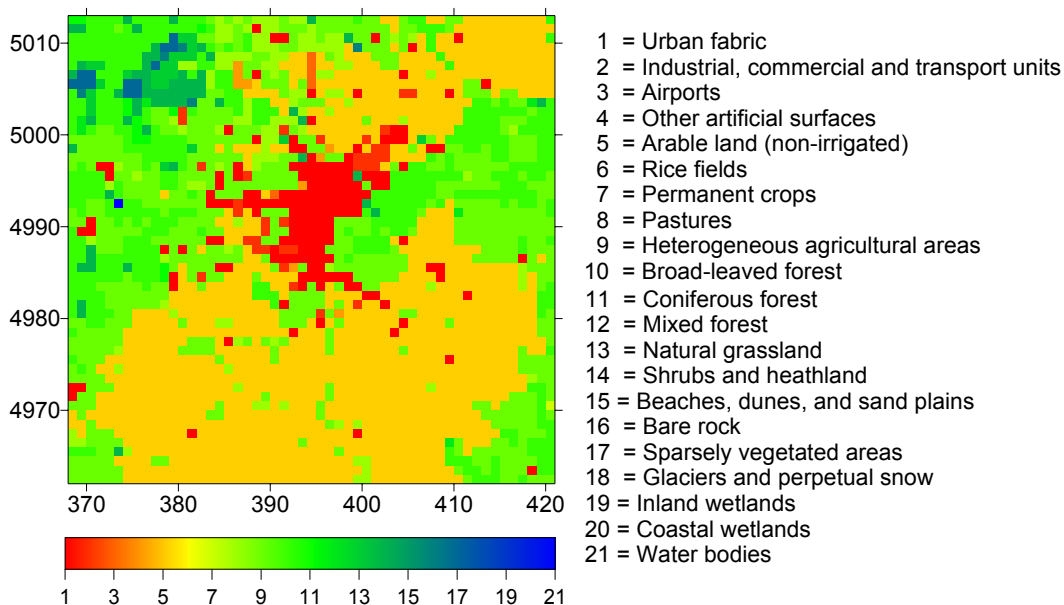 5010
5000
4990
4980
4970
370 380 390 400 410 420
1 3 5 7 9 11 13 15 17 19 21
1 = Urban fabric
2 = Industrial, commercial and transport units
3 = Airports
4 = Other artificial surfaces
5 = Arable land (non-irrigated)
6 = Rice fields
7 = Permanent crops
8 = Pastures
9 = Heterogeneous agricultural areas
10 = Broad-leaved forest
11 = Coniferous forest
12 = Mixed forest
13 = Natural grassland
14 = Shrubs and heathland
15 = Beaches, dunes, and sand plains
16 = Bare rock
17 = Sparsely vegetated areas
18 = Glaciers and perpetual snow
19 = Inland wetlands
20 = Coastal wetlands
21 = Water bodies